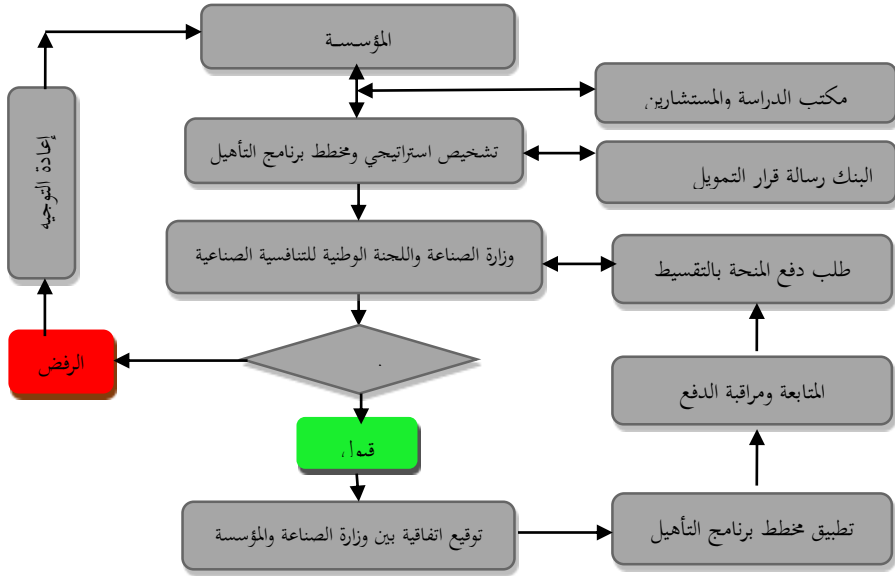 المؤسسة
مكتب الدراسة والمستشارين
إعادة التوجيه
تشخيص استراتيجي ومخطط برنامج التأهيل
البنك رسالة قرار التمويل
وزارة الصناعة واللجنة الوطنية للتنافسية الصناعية
طلب دفع المنحة بالتقسيط
الرفض
.
المتابعة ومراقبة الدفع
قبول
توقيع اتفاقية بين وزارة الصناعة والمؤسسة
تطبيق مخطط برنامج التأهيل